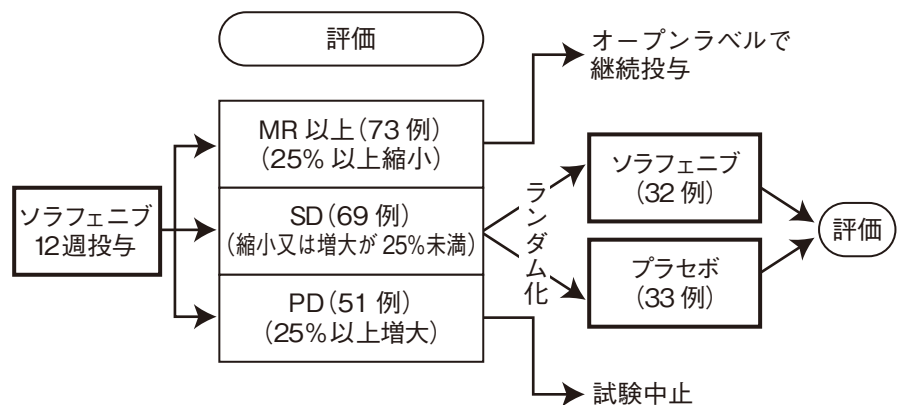 評価
オープンラベルで
継続投与
MR 以上(73 例)
(25% 以上縮小)
ソラフェニブ
12週投与
SD(69 例)
(縮小又は増大が 25%未満)
PD(51 例)
(25%以上増大)
ランダム化
ソラフェニブ
(32 例)
プラセボ
(33 例)
評価
試験中止